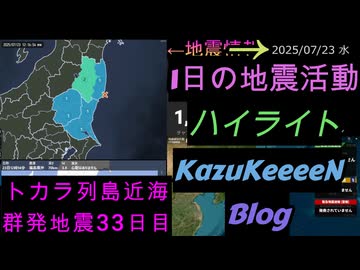 ←地震情報
2025/07/23 水
1日の地震活動
ハイライト
KazuKeeeeN
Blog
トカラ列島近海
群発地震33日目